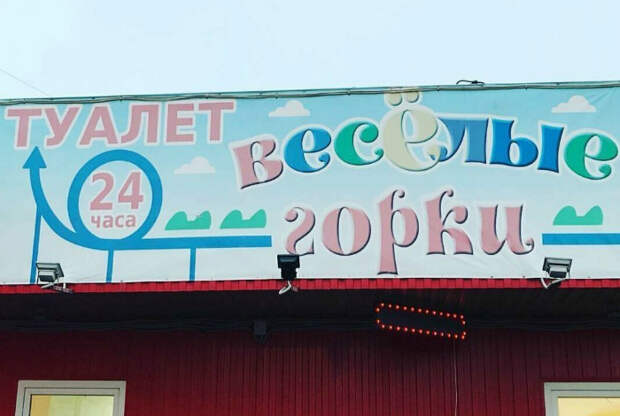 ТУАЛЕТ
24
часа
весёлые
горки